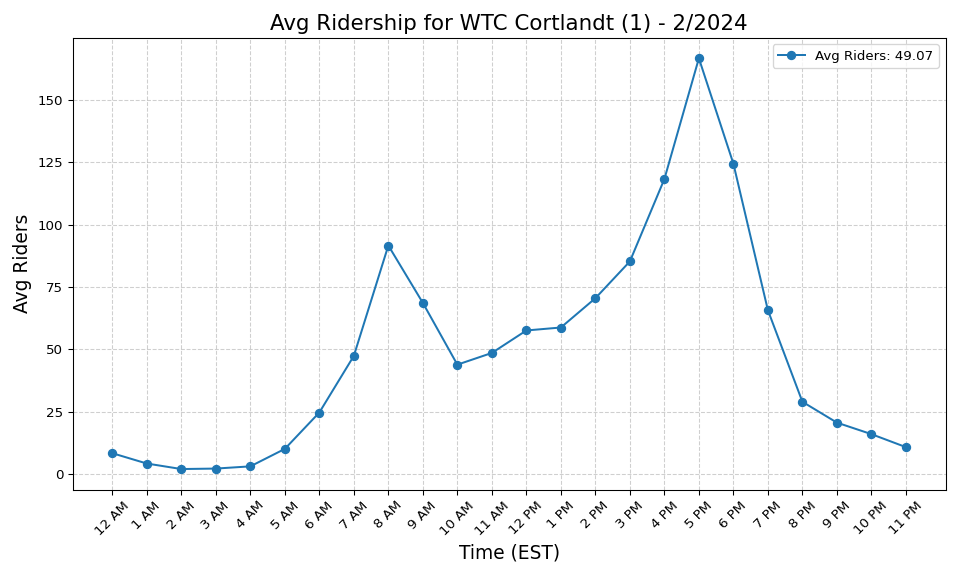 Avg Ridership for WTC Cortlandt (1) - 2/2024
Avg Riders: 49.07
Avg Riders
150
125
100
75
50
25
0
12 AM
1 AM
2 AM
3 AM
4 AM
5 AM
6 AM
7 AM
8 AM
9 AM
10 AM
11 AM
12 PM
1 PM
2 PM
3 PM
4 PM
5 PM
6 PM
7 PM
8 PM
9 PM
10 PM
11 PM
Time (EST)